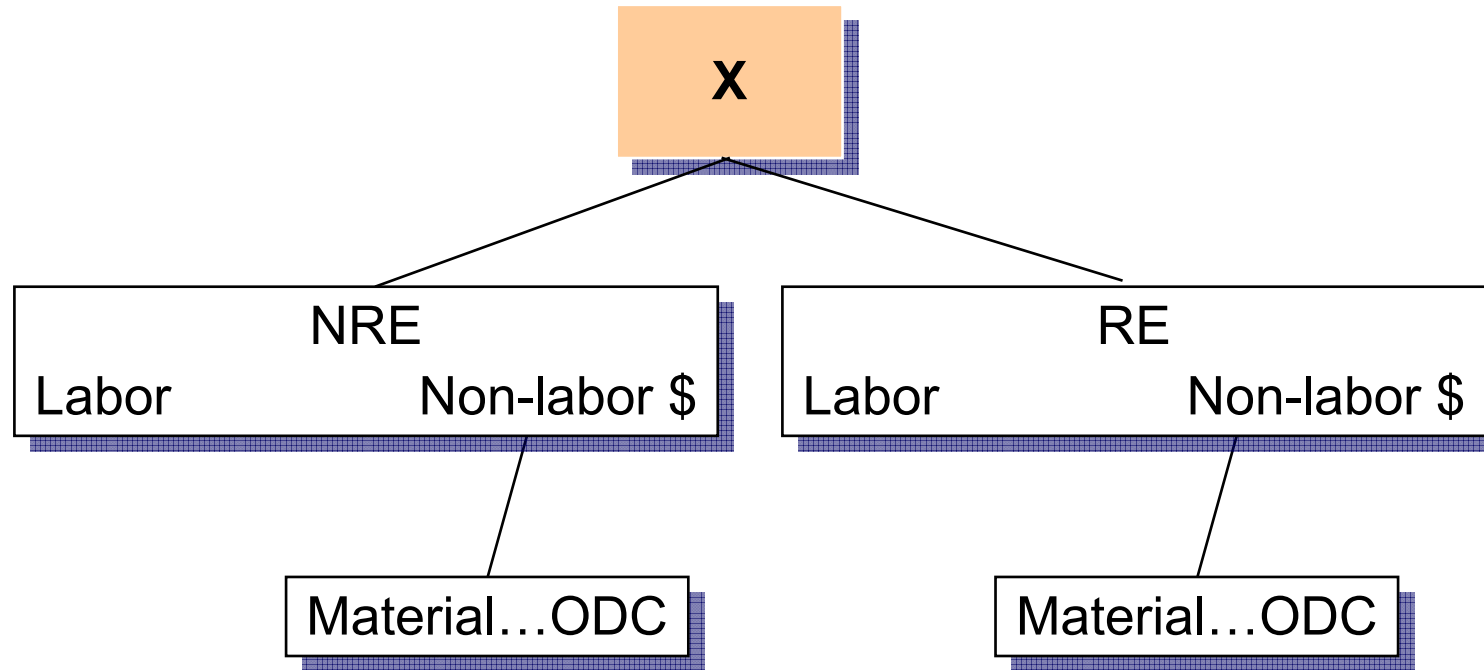 X
NRE
Labor Non-labor $
RE
Labor Non-labor $
Material…ODC
Material…ODC